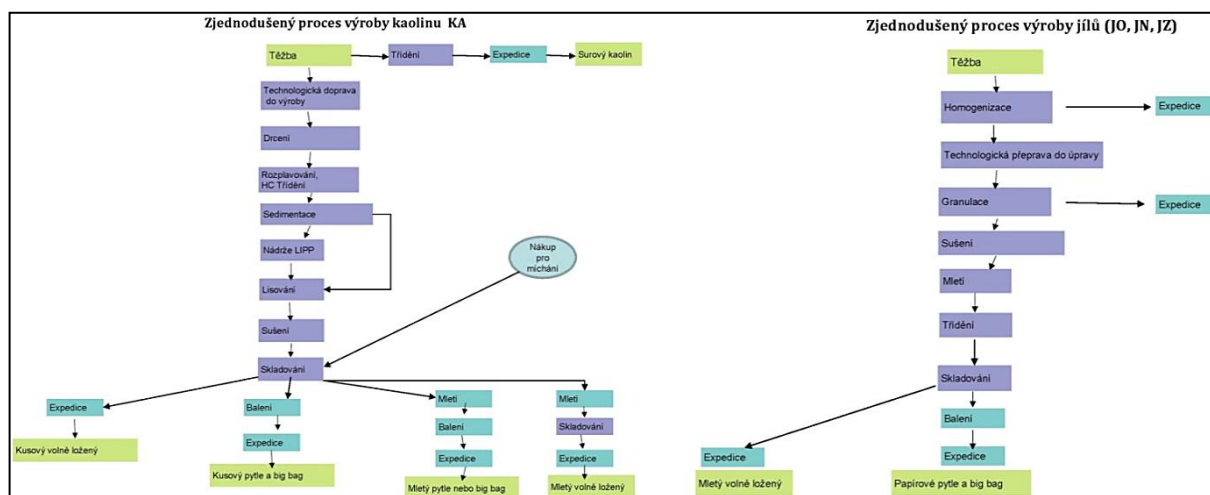 Zjednodušený proces výroby kaolinu KA
Těžba
Třídění
Expedice
Surový kaolin
Technologická doprava
do výroby
Drcení
Rozplavování,
HC Třídění
Sedimentace
Nádrže LIPP
Lisování
Sušení
Skladování
Nákup
pro
míchání
Expedice
Kusový volně ložený
Balení
Expedice
Kusový pytle a big bag
Mletí
Balení
Expedice
Mletý pytle nebo big bag
Mletí
Skladování
Expedice
Mletý volně ložený
Zjednodušený proces výroby jílů (JO, JN, JZ)
Těžba
Homogenizace
Expedice
Technologická přeprava do úpravy
Granulace
Expedice
Sušení
Mletí
Třídění
Skladování
Expedice
Mletý volně ložený
Balení
Expedice
Papírové pytle a big bag